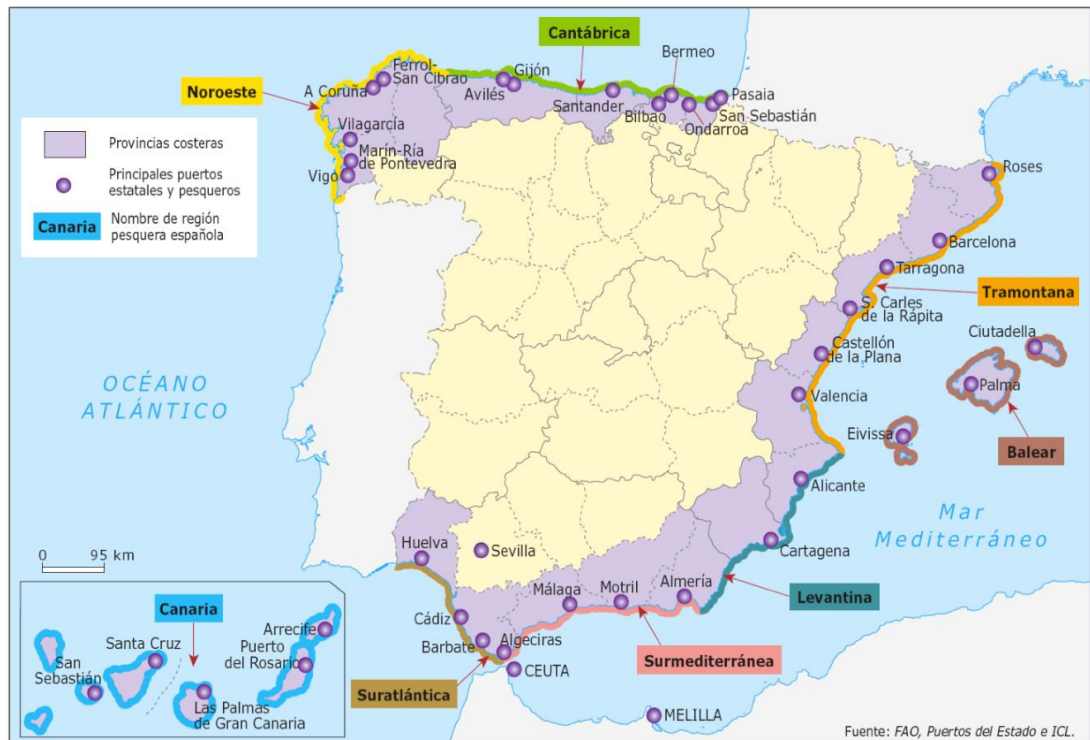 Cantábrica
Bermeo
Ferrol-
San Cibrao
Gijón
A Coruña
Avilés
Santander
Bilbao
Pasaia
San Sebastián
Ondarroa
Noroeste
Vilagarcía
Marín-Ría
de Pontevedra
Vigo
Provincias costeras
Principales puertos
estatales y pesqueros
Canaria
Nombre de región
pesquera española
Roses
Barcelona
Tarragona
Tramontana
S. Carles
de la Rápita
Ciutadella
Castellón
de la Plana
Palma
Valencia
Eivissa
Balear
OCÉANO
ATLÁNTICO
Alicante
Mar
Mediterráneo
Cartagena
Levantina
Huelva
Sevilla
0 95 km
Málaga
Motril
Almería
Cádiz
Barbate
Algeciras
Surmediterránea
CEUTA
Suratlántica
MELILLA
Canaria
Arrecife
Santa Cruz
Puerto
del Rosario
San
Sebastián
Las Palmas
de Gran Canaria
Fuente: FAO, Puertos del Estado e ICL.